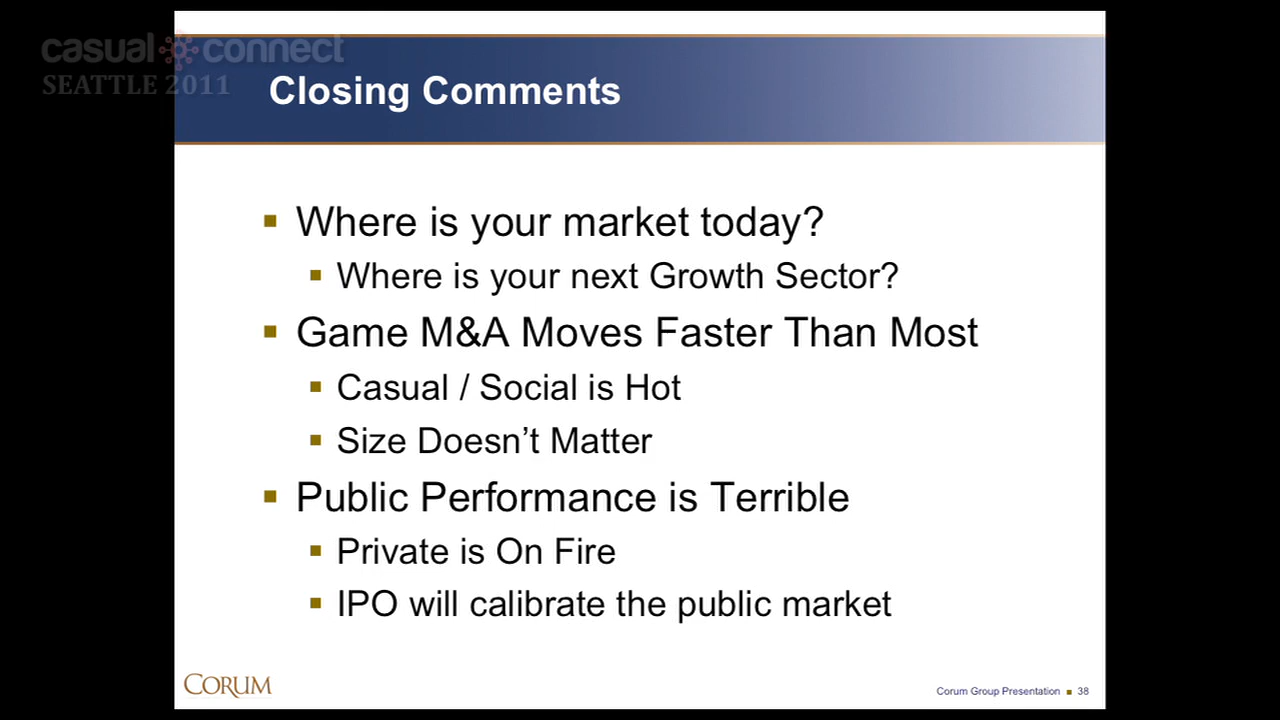 casual connect
SEATTLE 2011
Closing Comments
Where is your market today?
Where is your next Growth Sector?
Game M&A Moves Faster Than Most
Casual / Social is Hot
Size Doesn’t Matter
Public Performance is Terrible
Private is On Fire
IPO will calibrate the public market
CORUM
Corum Group Presentation ■ 38